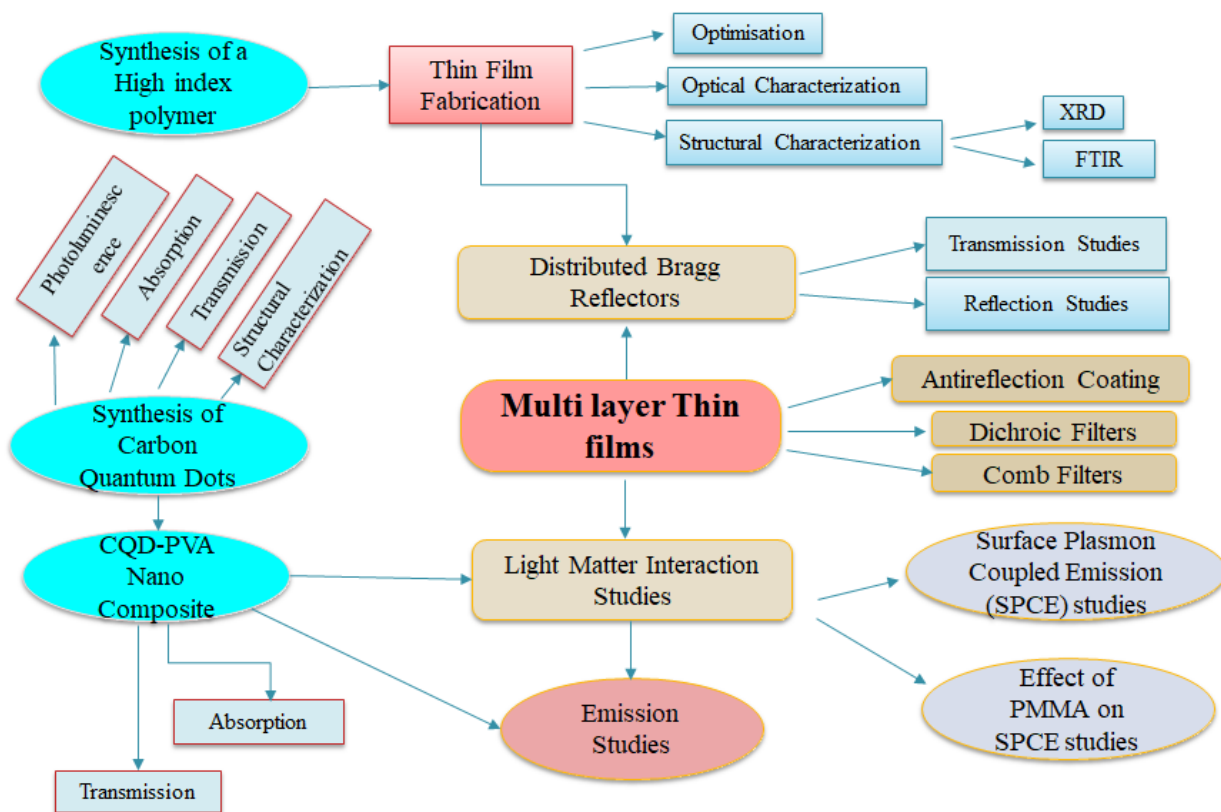 Synthesis of a
High index
polymer
Thin Film
Fabrication
Optimisation
Optical Characterization
Structural Characterization
XRD
FTIR
Photoluminesc
ence
Absorption
Transmission
Structural
Characterization
Distributed Bragg
Reflectors
Transmission Studies
Reflection Studies
Multi layer Thin
films
Antireflection Coating
Dichroic Filters
Comb Filters
Synthesis of
Carbon
Quantum Dots
CQD-PVA
Nano
Composite
Light Matter Interaction
Studies
Surface Plasmon
Coupled Emission
(SPCE) studies
Effect of
PMMA on
SPCE studies
Emission
Studies
Absorption
Transmission